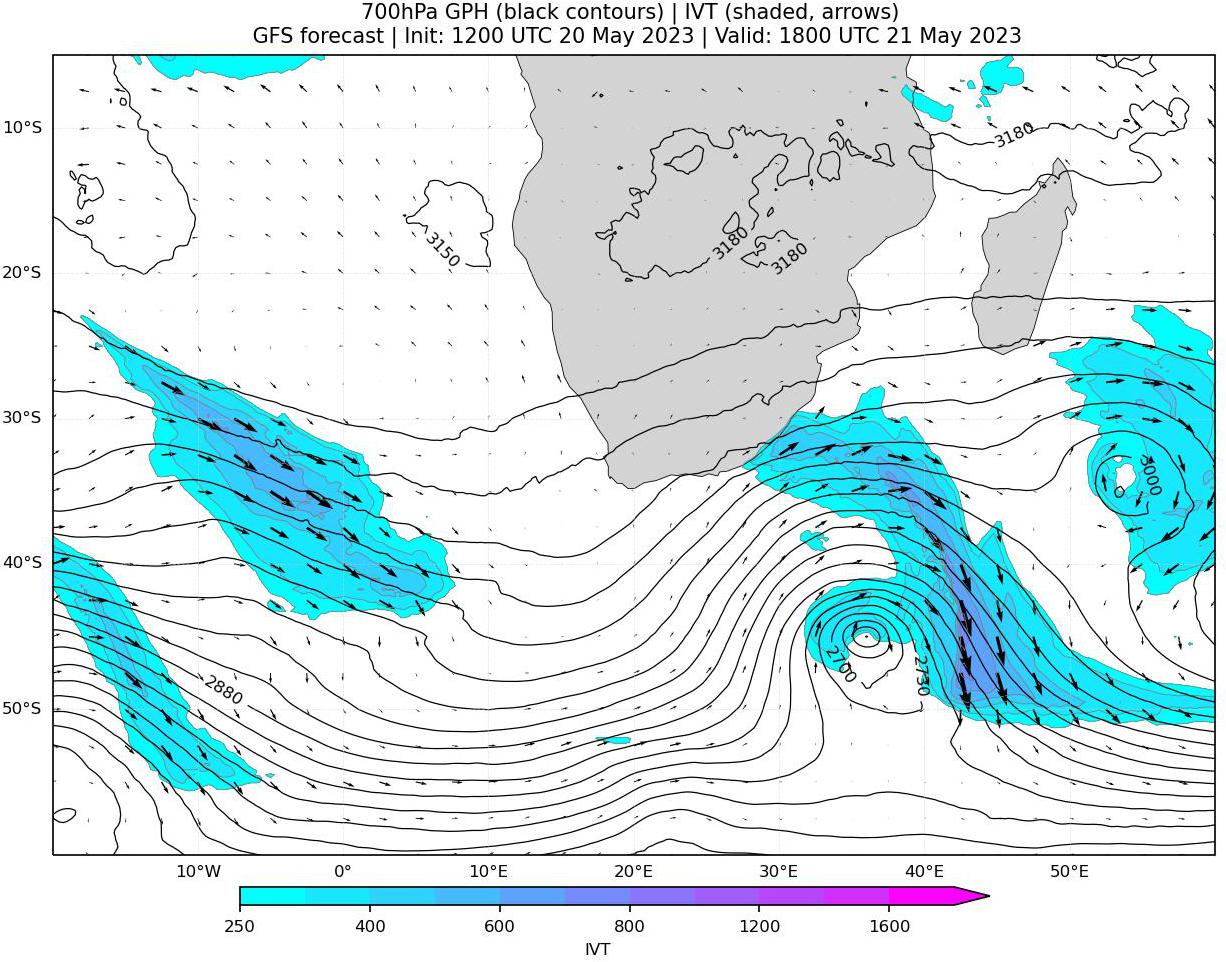 700hPa GPH (black contours) | IVT (shaded, arrows)
GFS forecast | Init: 1200 UTC 20 May 2023 | Valid: 1800 UTC 21 May 2023
10°S
20°S
30°S
40°S
50°S
3180
3150
3180
3180
3000
2700
2730
2880
10°W
0°
10°E
20°E
30°E
40°E
50°E
250
400
600
800
1200
1600
IVT